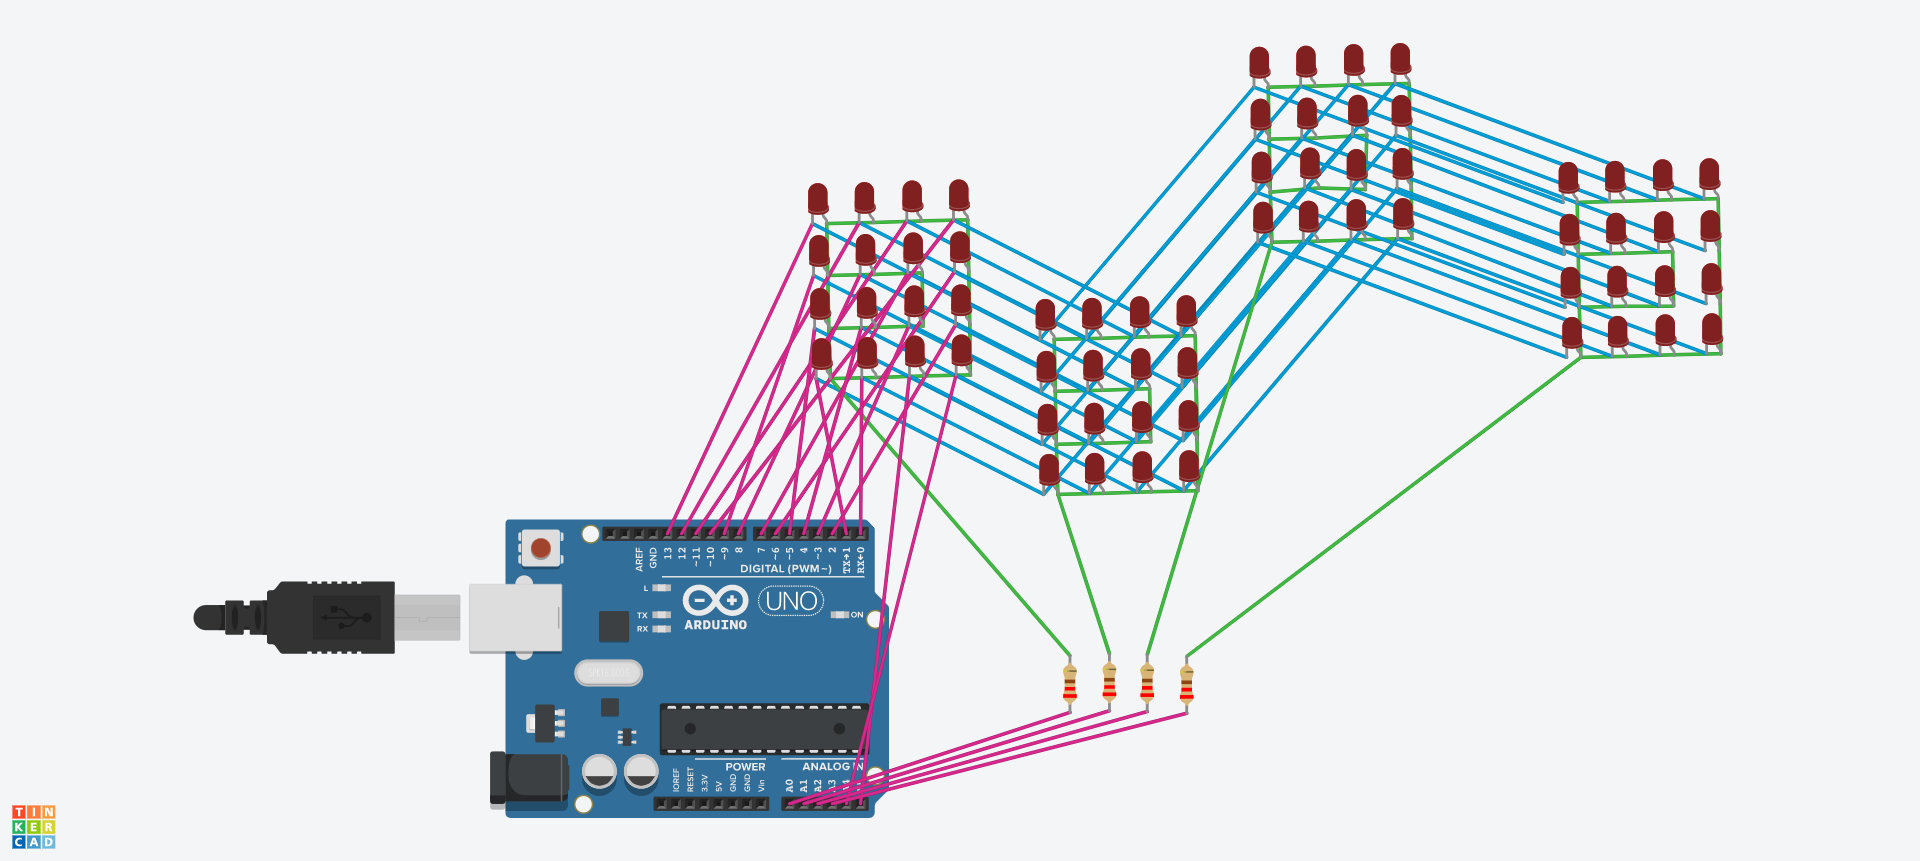 AREF
GND
13
12
~11
~10
~9
8
7
~6
~5
4
~3
2
TX→1
RX←0
DIGITAL (PWM~)
L
TX
RX
ON
UNO
ARDUINO
POWER
ANALOG IN
IOREF
RESET
3.3V
5V
GND
GND
Vin
A0
A1
A2
A3
TIN
KER
CAD